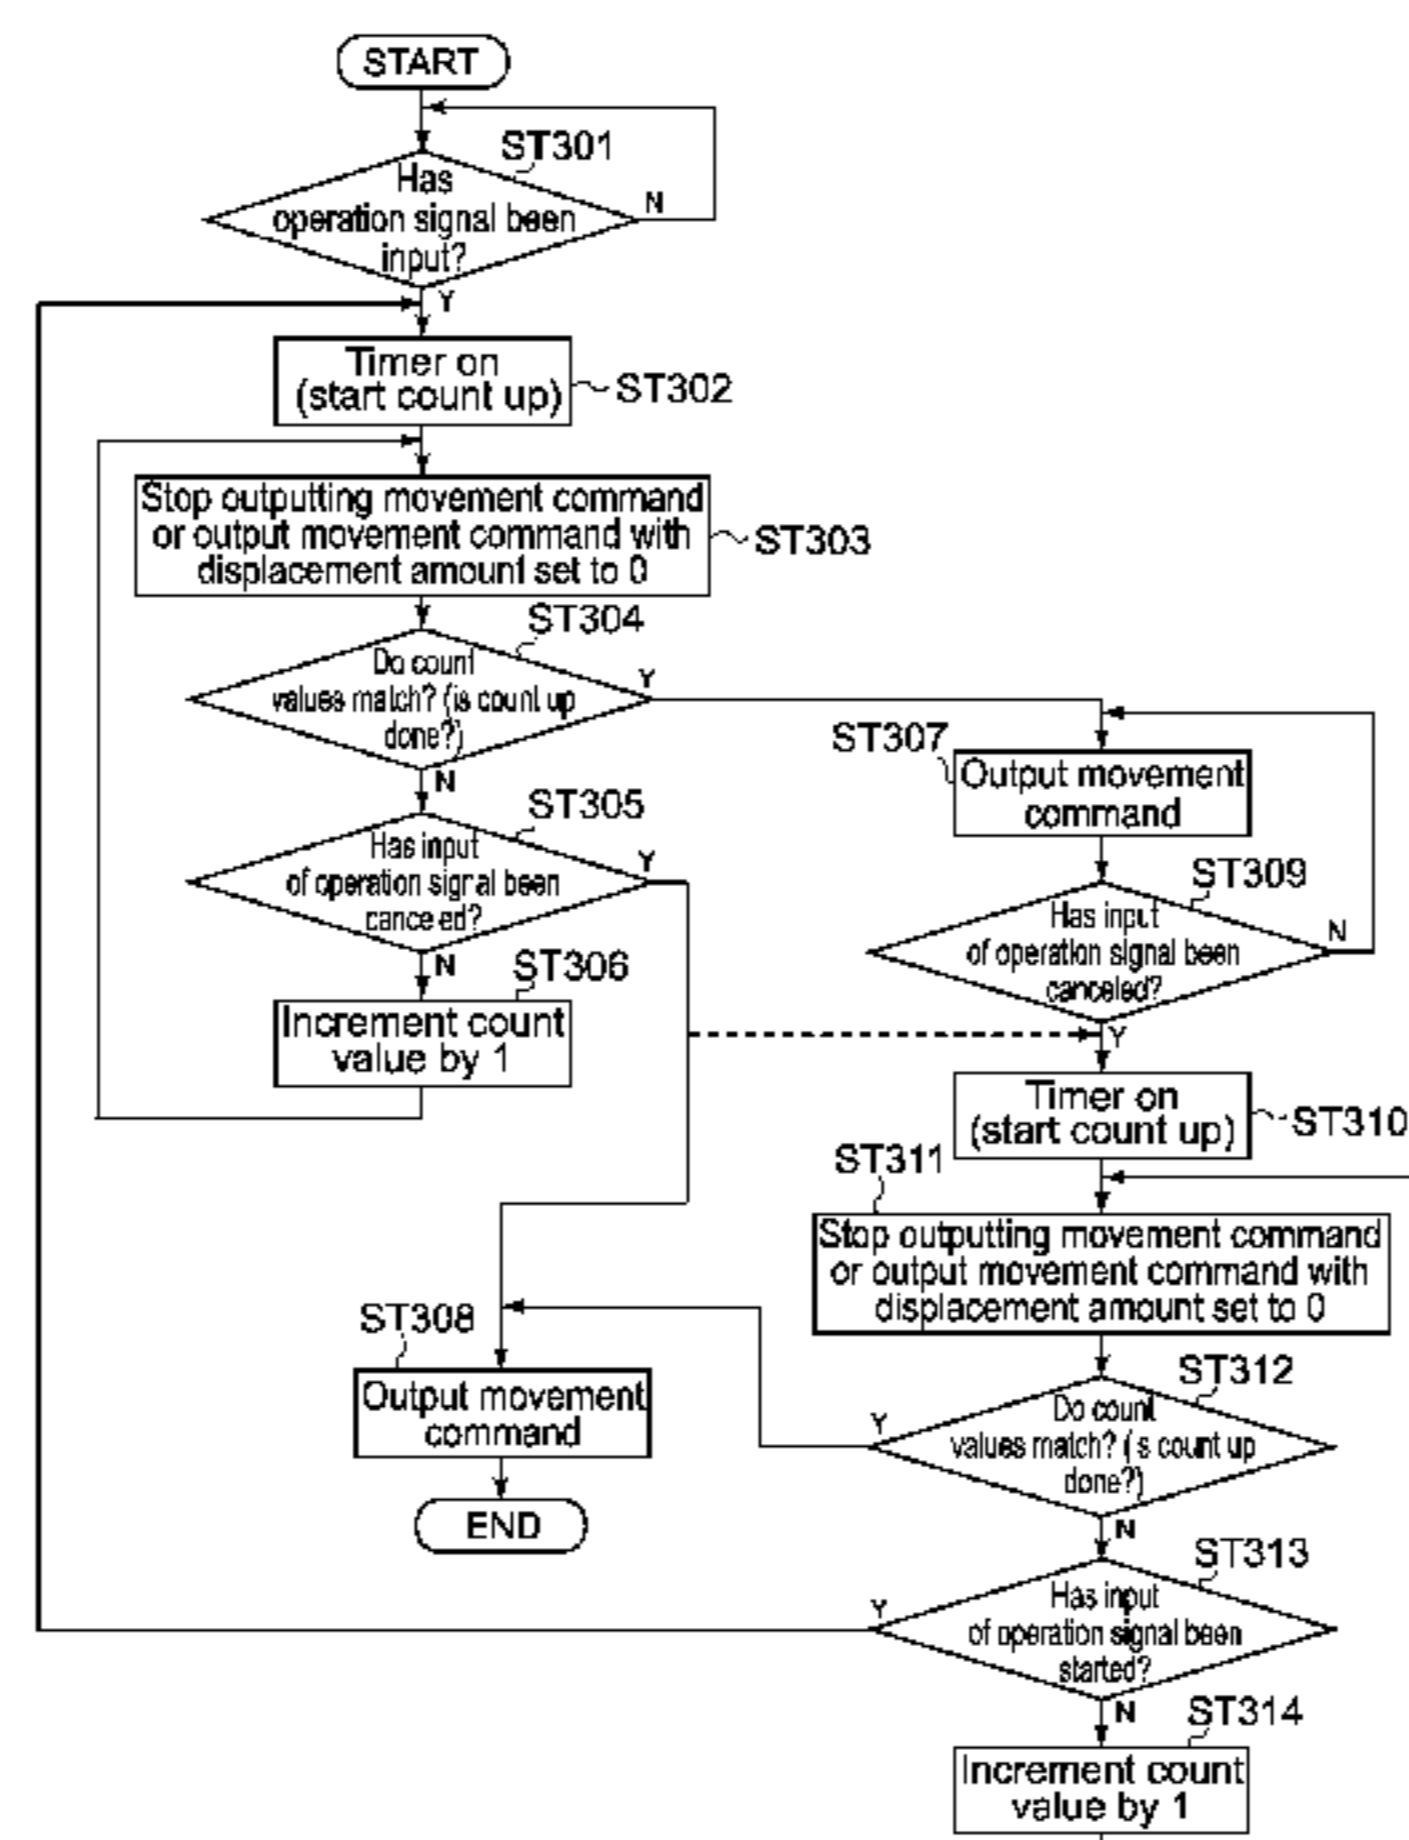 START
ST301
Has
operation signal been
input?
N
Y
Timer on
(start count up)
ST302
Stop outputting movement command
or output movement command with
displacement amount set to 0
ST303
ST304
Do count
values match? (is count up
done?)
Y
N
ST305
Has input
of operation signal been
canceled?
Y
N
ST306
Increment count
value by 1
ST307
Output movement
command
ST309
Has input
of operation signal been
canceled?
N
Y
Timer on
(start count up)
ST310
ST311
Stop outputting movement command
or output movement command with
displacement amount set to 0
ST308
Output movement
command
END
ST312
Do count
values match? (is count up
done?)
Y
N
ST313
Has input
of operation signal been
started?
Y
N
ST314
Increment count
value by 1